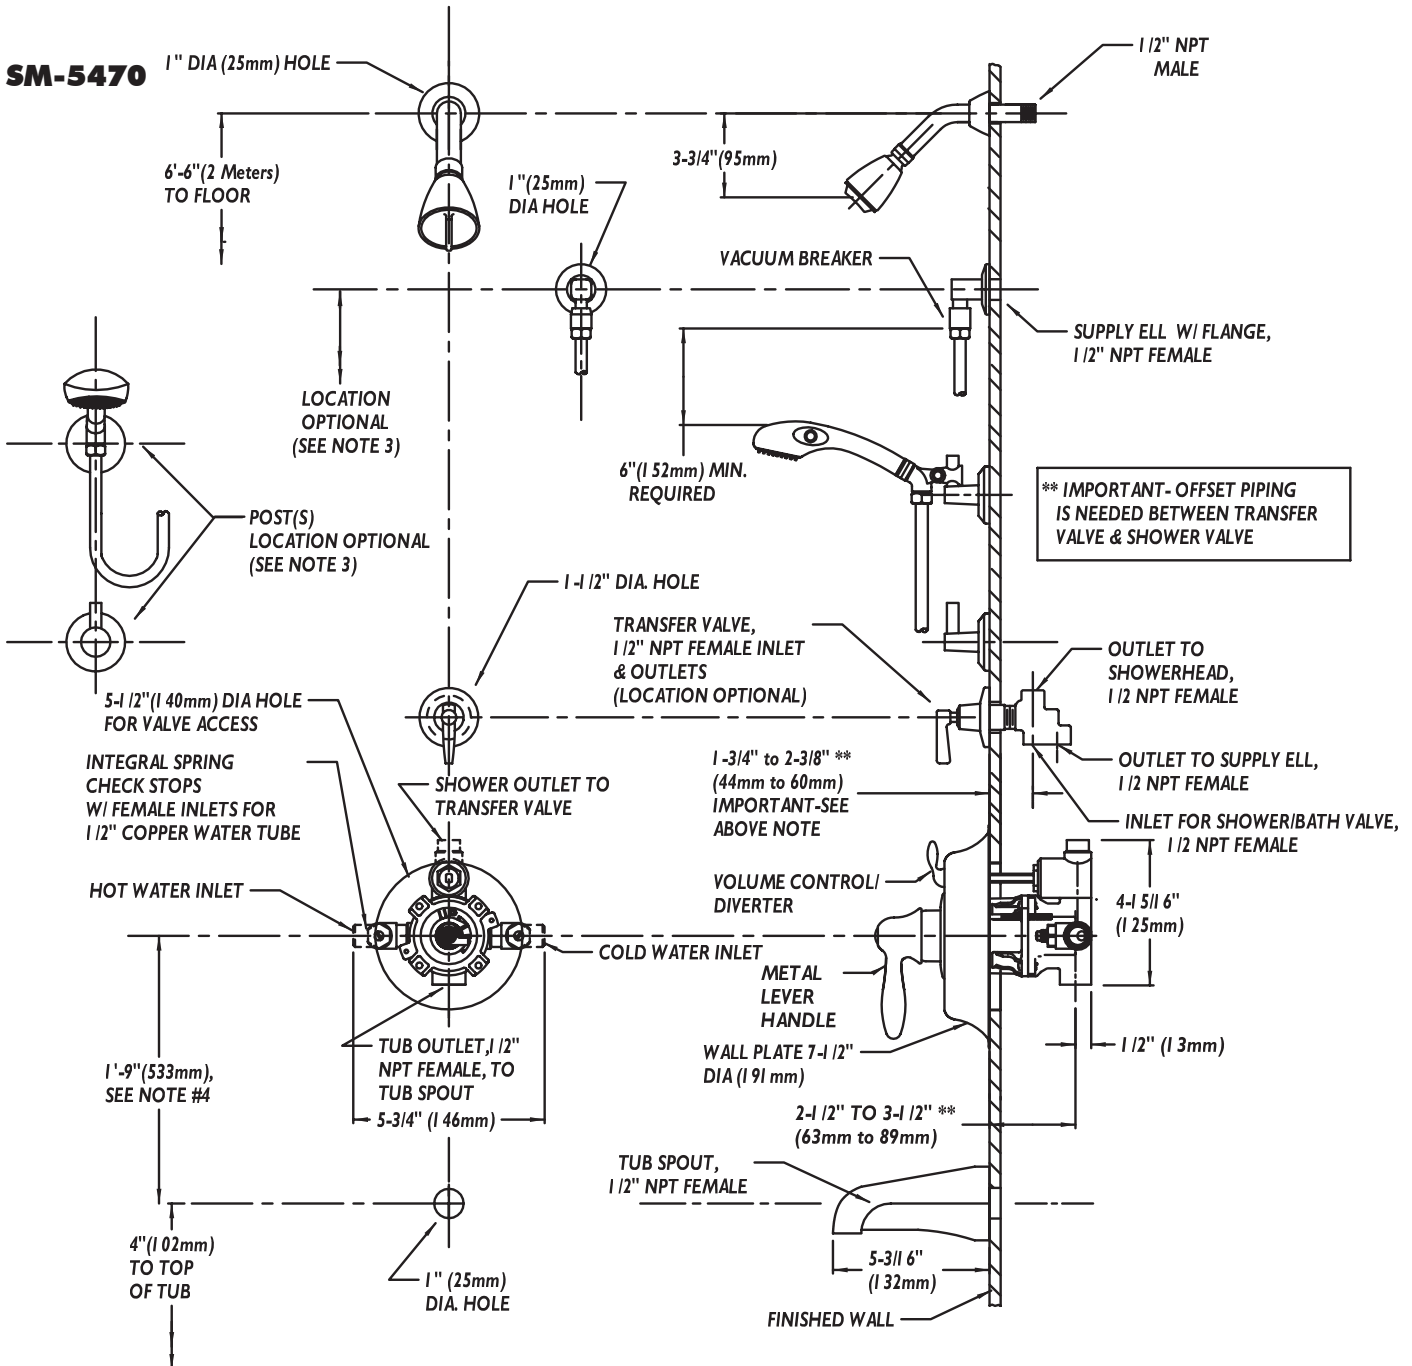 SM-5470
1" DIA (25mm) HOLE
1/2" NPT
MALE
6'-6"(2 Meters)
TO FLOOR
3-3/4"(95mm)
1"(25mm)
DIA HOLE
VACUUM BREAKER
SUPPLY ELL W/ FLANGE,
1/2" NPT FEMALE
LOCATION
OPTIONAL
(SEE NOTE 3)
6"(152mm) MIN.
REQUIRED
** IMPORTANT- OFFSET PIPING
IS NEEDED BETWEEN TRANSFER
VALVE & SHOWER VALVE
POST(S)
LOCATION OPTIONAL
(SEE NOTE 3)
1-1/2" DIA. HOLE
TRANSFER VALVE,
1/2" NPT FEMALE INLET
& OUTLETS
(LOCATION OPTIONAL)
OUTLET TO
SHOWERHEAD,
1/2 NPT FEMALE
5-1/2"(140mm) DIA HOLE
FOR VALVE ACCESS
INTEGRAL SPRING
CHECK STOPS
W/ FEMALE INLETS FOR
1/2" COPPER WATER TUBE
SHOWER OUTLET TO
TRANSFER VALVE
1-3/4" to 2-3/8" **
(44mm to 60mm)
IMPORTANT-SEE
ABOVE NOTE
OUTLET TO SUPPLY ELL,
1/2 NPT FEMALE
INLET FOR SHOWER/BATH VALVE,
1/2 NPT FEMALE
HOT WATER INLET
VOLUME CONTROL/
DIVERTER
4-15/16"
(125mm)
COLD WATER INLET
METAL
LEVER
HANDLE
TUB OUTLET,1/2"
NPT FEMALE, TO
TUB SPOUT
WALL PLATE 7-1/2"
DIA (191 mm)
1/2" (13mm)
1'-9"(533mm),
SEE NOTE #4
5-3/4" (146mm)
2-1/2" TO 3-1/2" **
(63mm to 89mm)
TUB SPOUT,
1/2" NPT FEMALE
4"(102mm)
TO TOP
OF TUB
1" (25mm)
DIA. HOLE
5-3/16"
(132mm)
FINISHED WALL